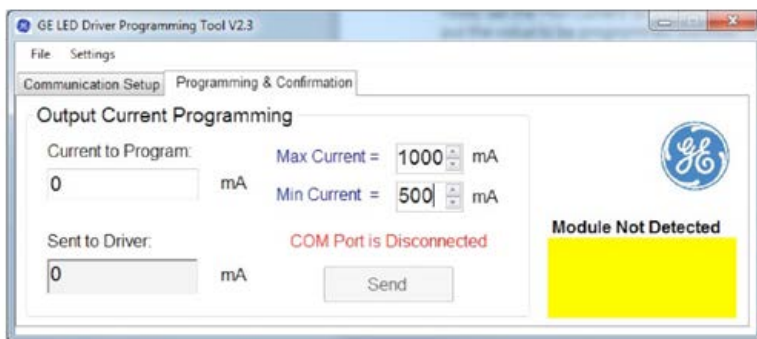 GE LED Driver Programming Tool V2.3
File Settings
Communication Setup Programming & Confirmation
Output Current Programming
Current to Program:
0 mA
Max Current = 1000 mA
Min Current = 500 mA
Sent to Driver:
0 mA
COM Port is Disconnected
Send
GE
Module Not Detected